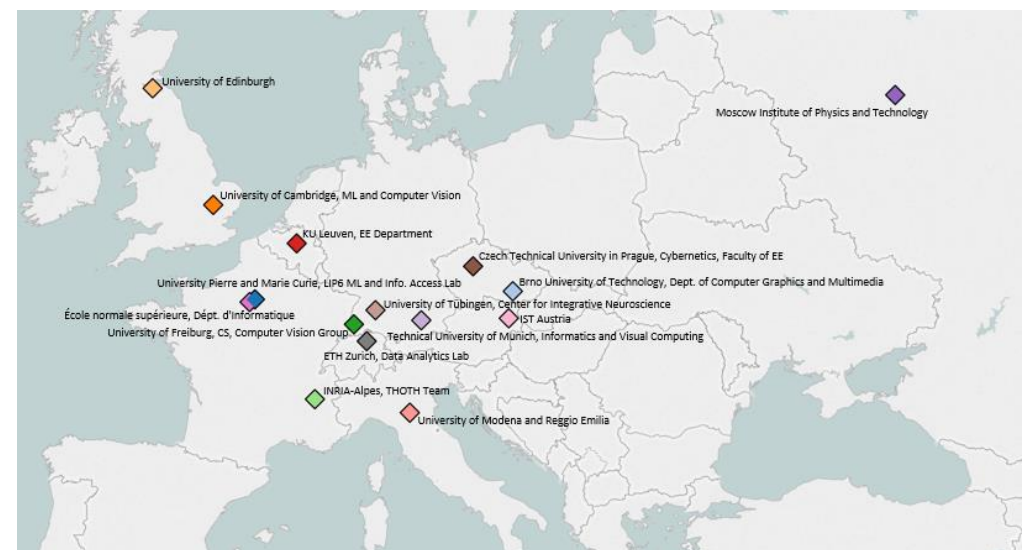 University of Edinburgh
Moscow Institute of Physics and Technology
University of Cambridge, ML and Computer Vision
KU Leuven, EE Department
Czech Technical University in Prague, Cybernetics, Faculty of EE
University Pierre and Marie Curie, LIP6 ML and Info. Access Lab
Brno University of Technology, Dept. of Computer Graphics and Multimedia
University of Tübingen, Center for Integrative Neuroscience
École normale supérieure, Dépt. d'Informatique
IST Austria
University of Freiburg, CS, Computer Vision Group
Technical University of Munich, Informatics and Visual Computing
ETH Zurich, Data Analytics Lab
INRIA-Alpes, THOTH Team
University of Modena and Reggio Emilia